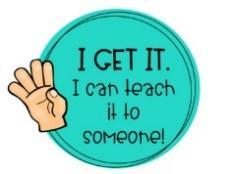 I GET IT.
I can teach
it to
someone!